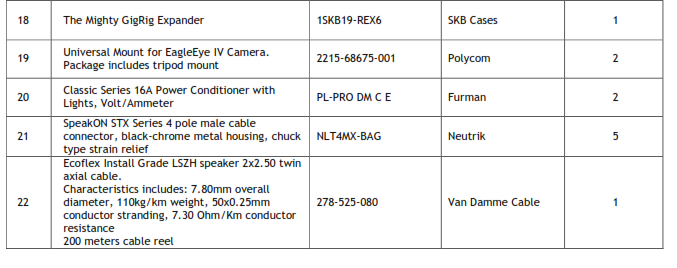 18 The Mighty GigRig Expander 1SKB19-REX6 SKB Cases 1
19 Universal Mount for EagleEye IV Camera. Package includes tripod mount 2215-68675-001 Polycom 2
20 Classic Series 16A Power Conditioner with Lights, Volt/Ammeter PL-PRO DM C E Furman 2
21 SpeakON STX Series 4 pole male cable connector, black-chrome metal housing, chuck type strain relief NLT4MX-BAG Neutrik 5
22 Ecoflex Install Grade LSZH speaker 2x2.50 twin axial cable.
Characteristics includes: 7.80mm overall diameter, 110kg/km weight, 50x0.25mm conductor stranding, 7.30 Ohm/Km conductor resistance
200 meters cable reel 278-525-080 Van Damme Cable 1